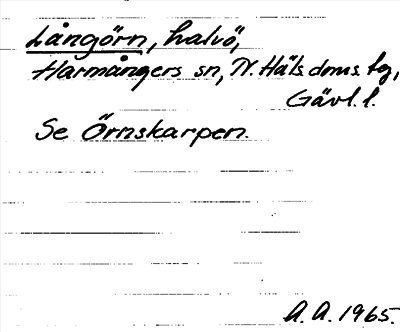 Långörn, halvö,
Harmångers sn, N. Häls. doms. tg,
Gävl. l.
Se Örnskarpen.
A. A. 1965.